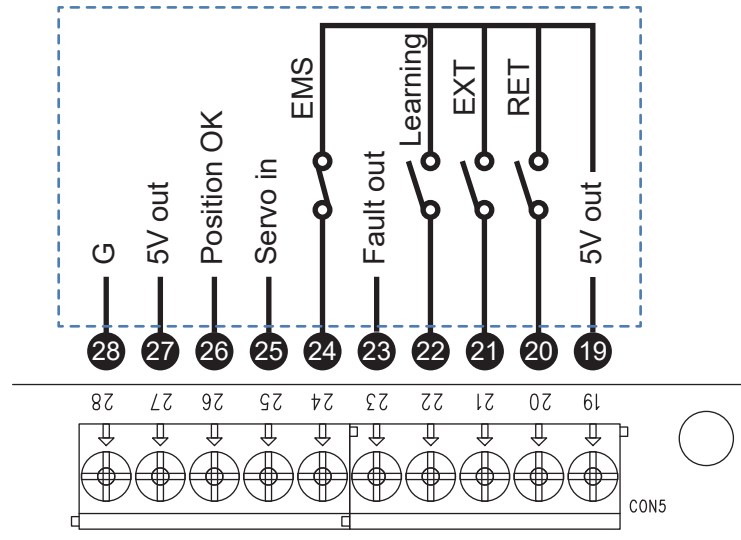 G
5V out
Position OK
Servo in
EMS
Fault out
Learning
EXT
RET
5V out
28 27 26 25 24 23 22 21 20 19
28 27 26 25 24 23 22 21 20 19
CON5